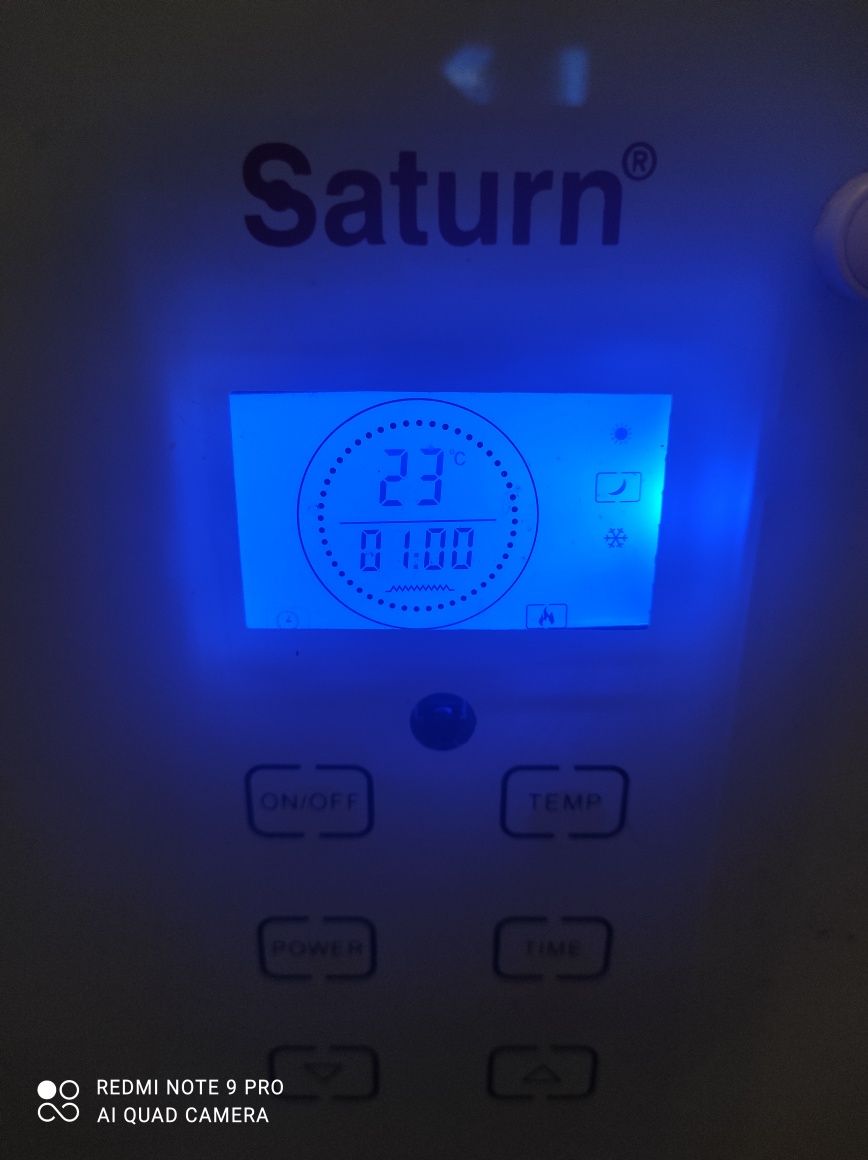 Saturn®
23 °C
01:00
ON/OFF
TEMP
POWER
TIME
REDMI NOTE 9 PRO
AI QUAD CAMERA